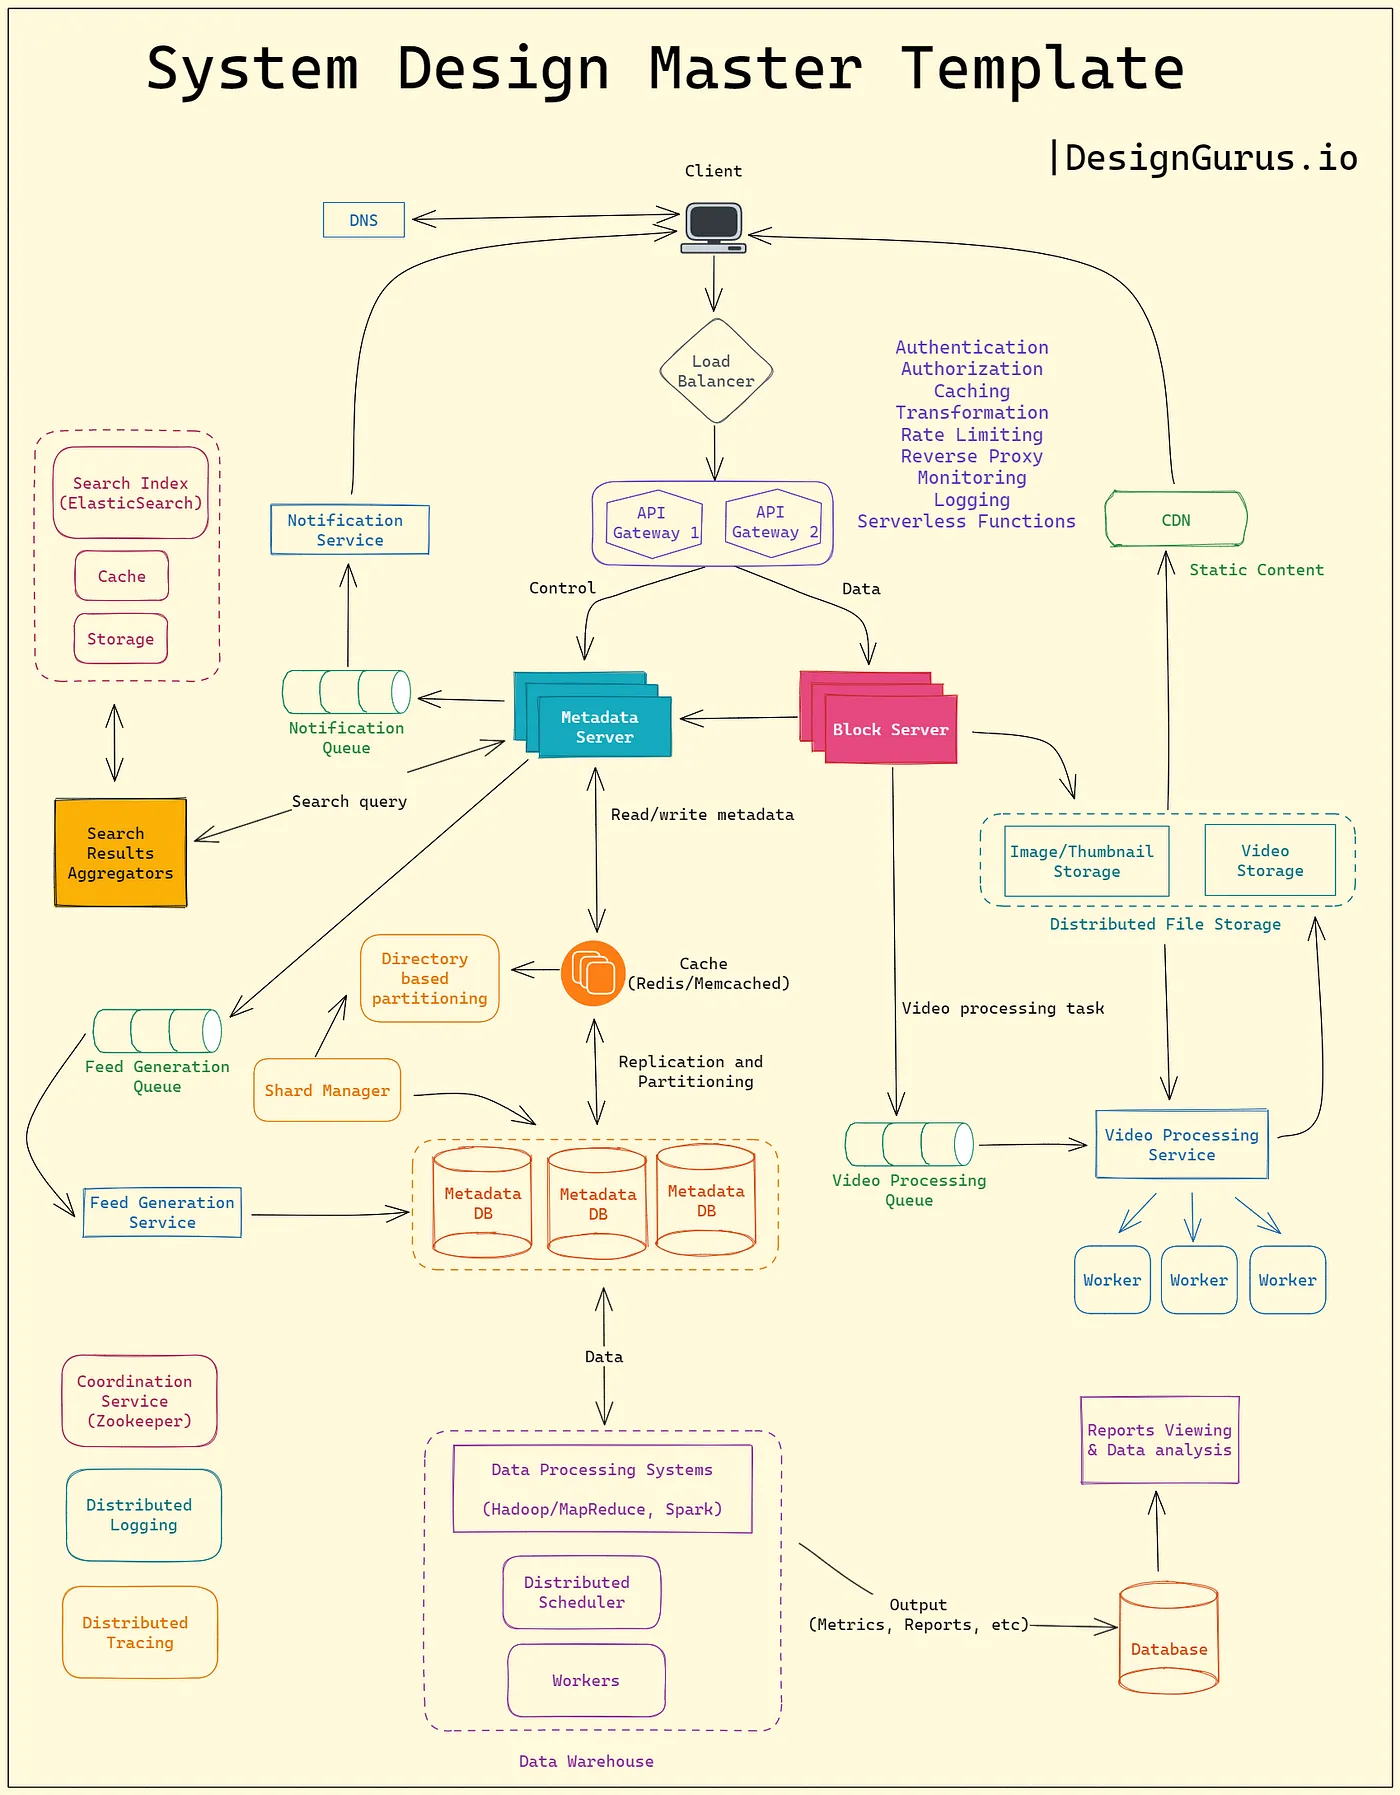 System Design Master Template
|DesignGurus.io
Client
DNS
Load
Balancer
Authentication
Authorization
Caching
Transformation
Rate Limiting
Reverse Proxy
Monitoring
Logging
Serverless Functions
Search Index
(ElasticSearch)
Cache
Storage
Notification
Service
API
Gateway 1
API
Gateway 2
CDN
Static Content
Control
Data
Notification
Queue
Metadata
Server
Block Server
Search query
Read/write metadata
Search
Results
Aggregators
Image/Thumbnail
Storage
Video
Storage
Distributed File Storage
Directory
based
partitioning
Cache
(Redis/Memcached)
Video processing task
Feed Generation
Queue
Shard Manager
Replication and
Partitioning
Video Processing
Queue
Video Processing
Service
Feed Generation
Service
Metadata
DB
Metadata
DB
Metadata
DB
Worker
Worker
Worker
Data
Coordination
Service
(Zookeeper)
Distributed
Logging
Distributed
Tracing
Data Processing Systems
(Hadoop/MapReduce, Spark)
Distributed
Scheduler
Workers
Data Warehouse
Output
(Metrics, Reports, etc)
Reports Viewing
& Data analysis
Database